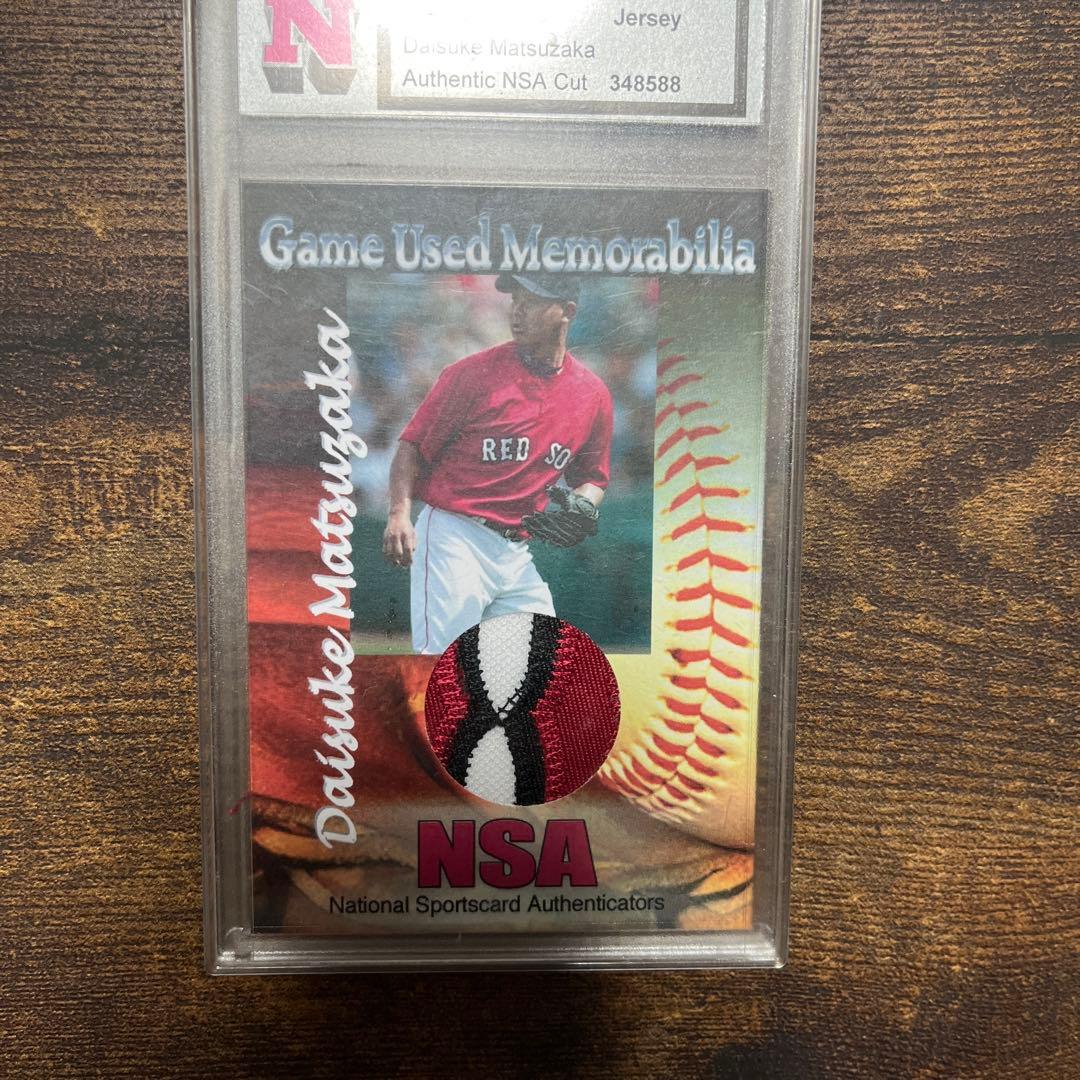 N
Jersey
Daisuke Matsuzaka
Authentic NSA Cut 348588
Game Used Memorabilia
Daisuke Matsuzaka
RED SO
NSA
National Sportscard Authenticators